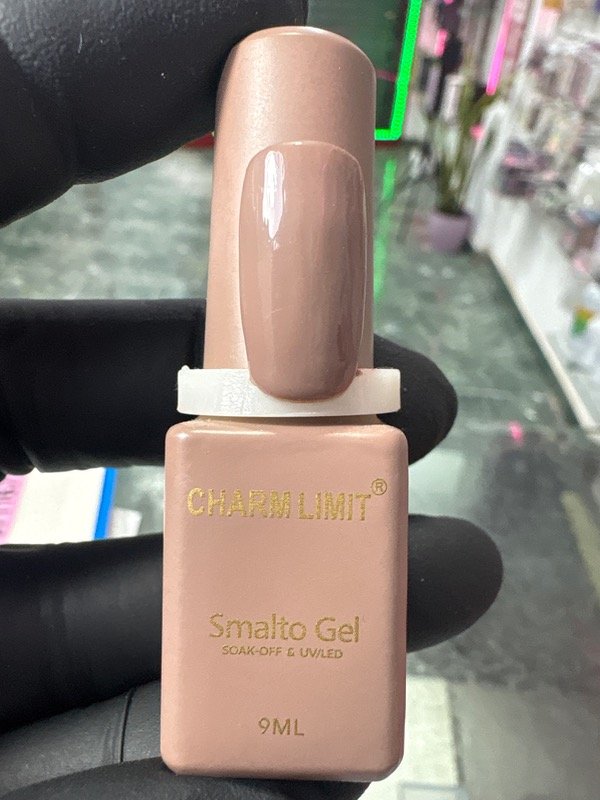 CHARM LIMIT®
Smalto Gel
SOAK-OFF & UV/LED
9ML